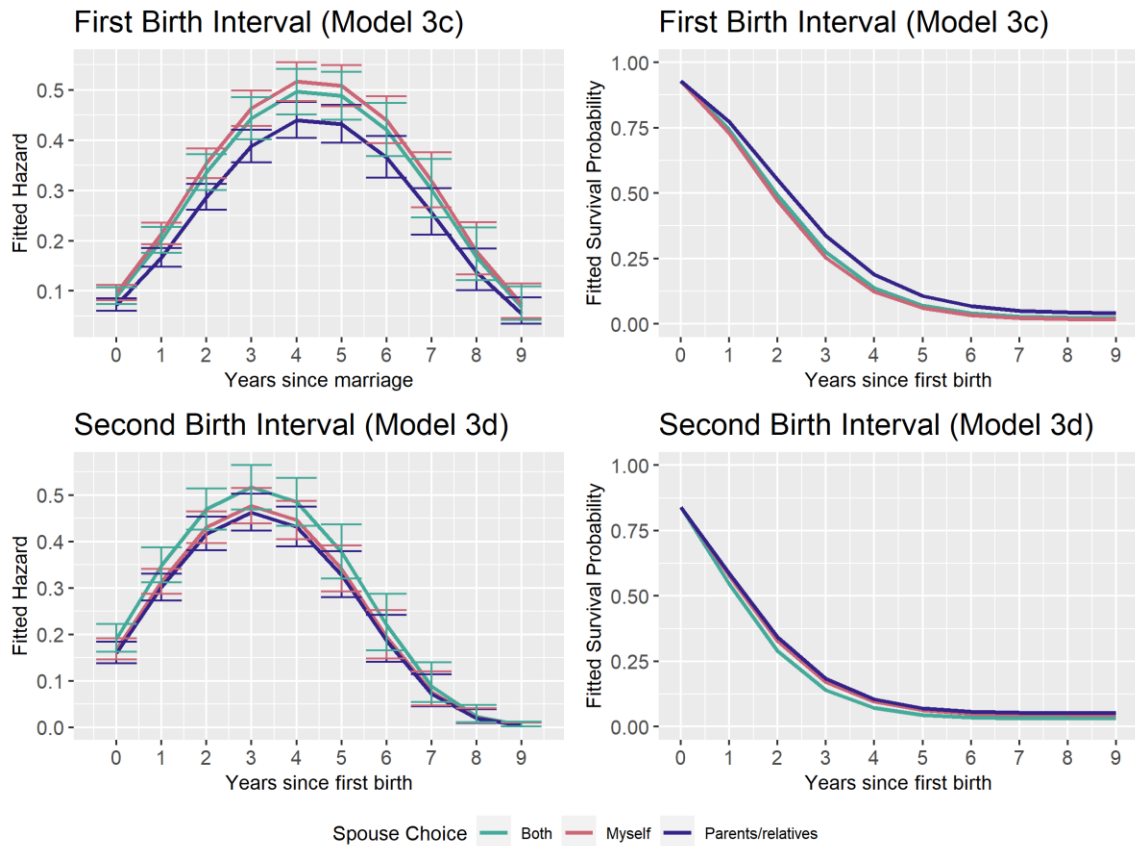 First Birth Interval (Model 3c)
Fitted Hazard
0.5
0.4
0.3
0.2
0.1
0 1 2 3 4 5 6 7 8 9
Years since marriage
First Birth Interval (Model 3c)
Fitted Survival Probability
1.00
0.75
0.50
0.25
0.00
0 1 2 3 4 5 6 7 8 9
Years since first birth
Second Birth Interval (Model 3d)
Fitted Hazard
0.5
0.4
0.3
0.2
0.1
0.0
0 1 2 3 4 5 6 7 8 9
Years since first birth
Second Birth Interval (Model 3d)
Fitted Survival Probability
1.00
0.75
0.50
0.25
0.00
0 1 2 3 4 5 6 7 8 9
Years since first birth
Spouse Choice Both Myself Parents/relatives